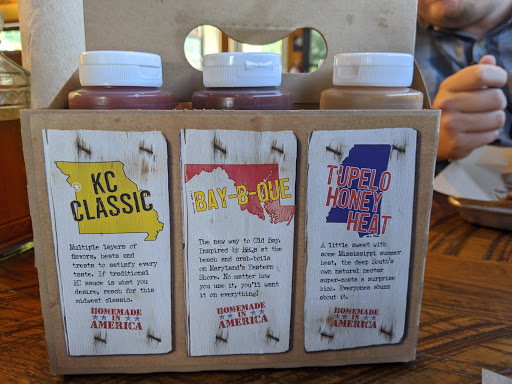 KC
CLASSIC
Multiple layers of
flavors, heats and
treats to satisfy every
taste. If traditional
KC sauce is what you
desire, reach for this
midwest classic.
HOMEMADE
IN
AMERICA
BAY-B-QUE
The new way to Old Bay.
Inspired by BBQs at the
beach and crab-boils
on Maryland's Eastern
Shore. No matter how
you use it, you'll want
it on everything!
HOMEMADE
IN
AMERICA
TUPELO
HONEY
HEAT
A little sweet with
some Mississippi summer
heat, the deep South's
own natural nectar
super-coats a surprise
kick. Everyone
about it.
HOMEMADE
IN
AMERICA